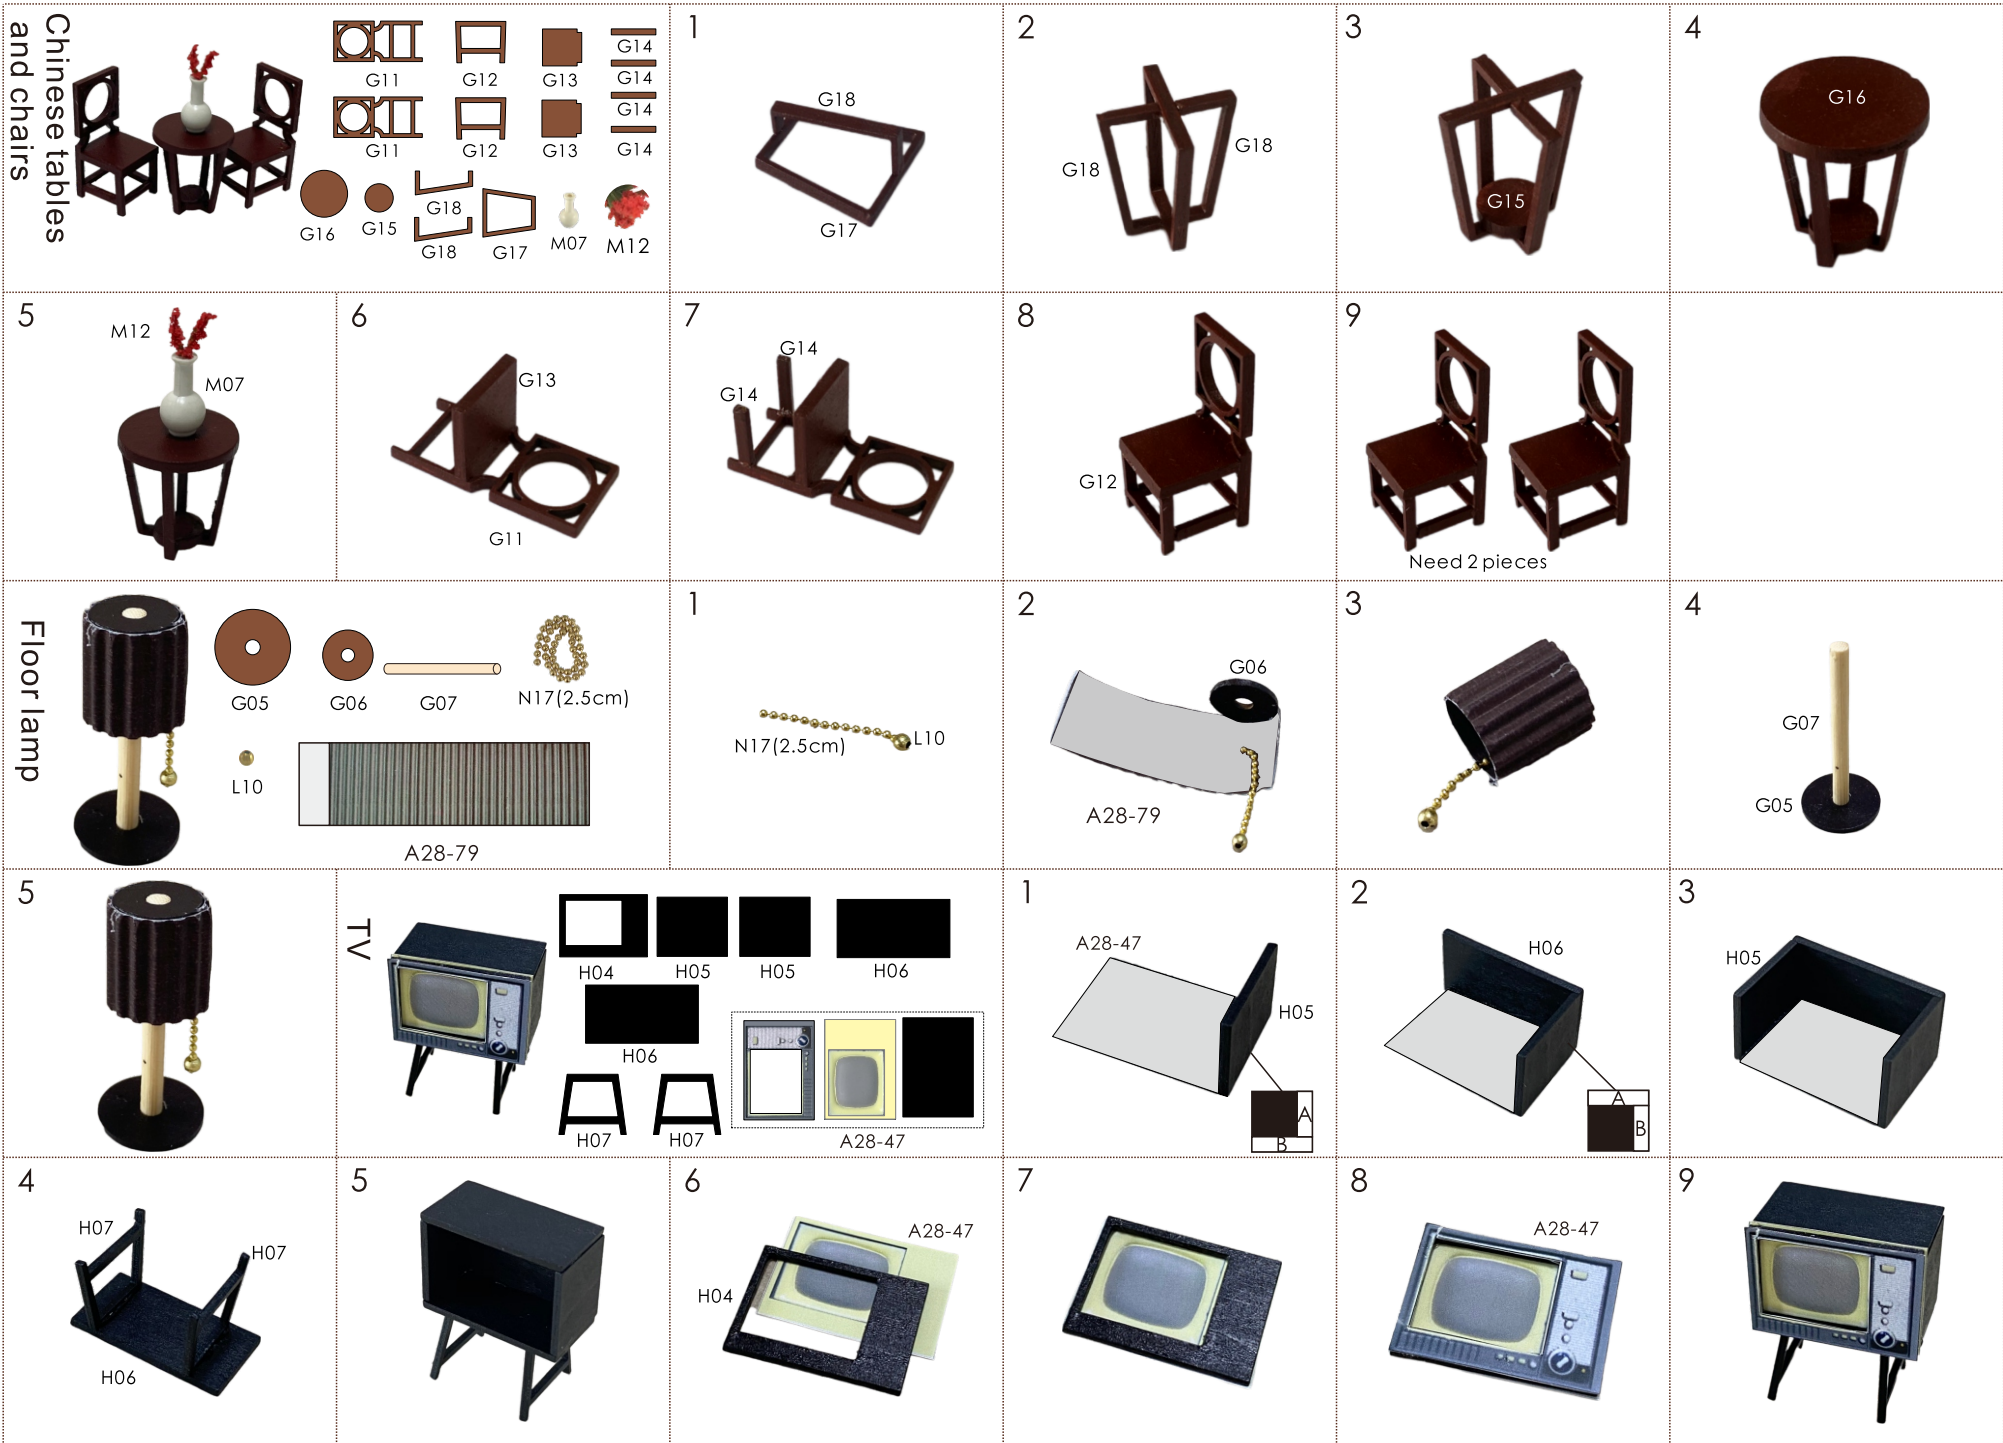 Chinese tables
and chairs
G11
G12
G13
G14
G14
G11
G12
G13
G14
G14
G16
G15
G18
G18
G17
M07
M12
1
G18
G17
2
G18
G18
3
G15
4
G16
5
M12
M07
6
G13
G11
7
G14
G14
8
G12
9
Need 2 pieces
Floor lamp
G05
G06
G07
N17(2.5cm)
L10
A28-79
1
N17(2.5cm)
L10
2
G06
A28-79
3
4
G07
G05
5
TV
H04
H05
H05
H06
H06
H07
H07
A28-47
1
A28-47
H05
A
B
2
H06
A
B
3
H05
4
H07
H07
H06
5
6
A28-47
H04
7
8
A28-47
9